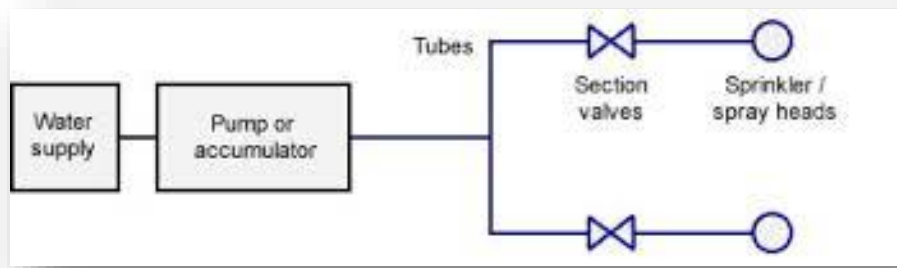 Water
supply
Pump or
accumulator
Tubes
Section
valves
Sprinkler /
spray heads